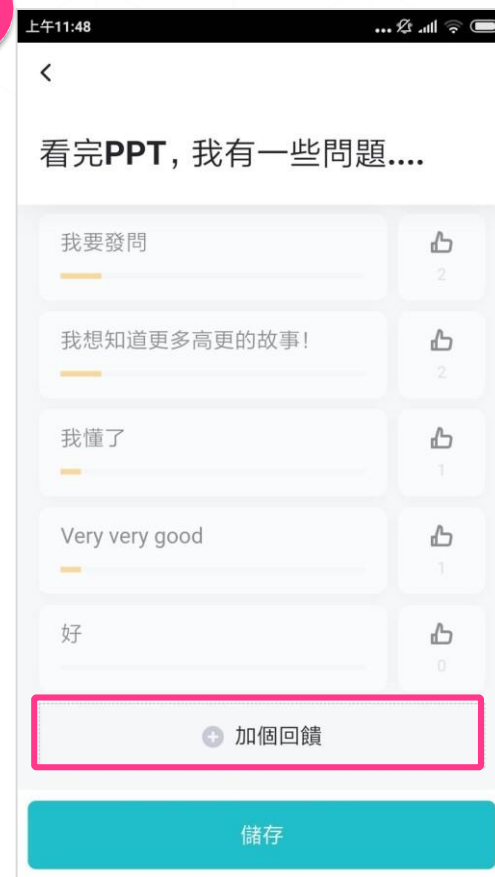 上午11:48
...
看完PPT，我有一些問題....
我要發問
2
我想知道更多高更的故事!
2
我懂了
1
Very very good
1
好
0
加個回饋
儲存